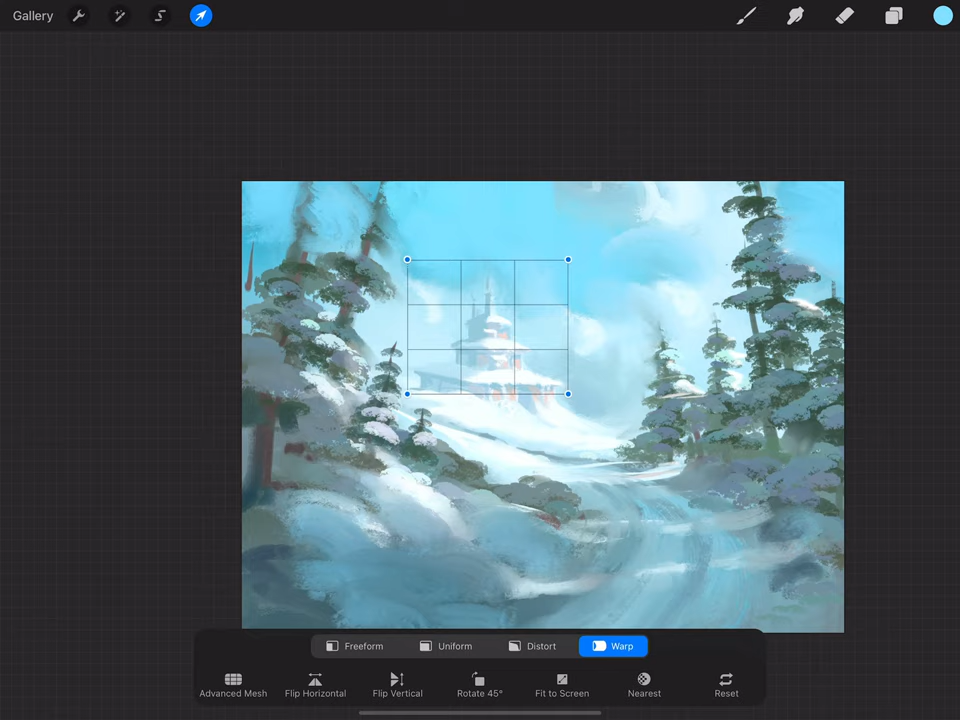 Gallery
Freeform Uniform Distort Warp
Advanced Mesh Flip Horizontal Flip Vertical Rotate 45° Fit to Screen Nearest Reset